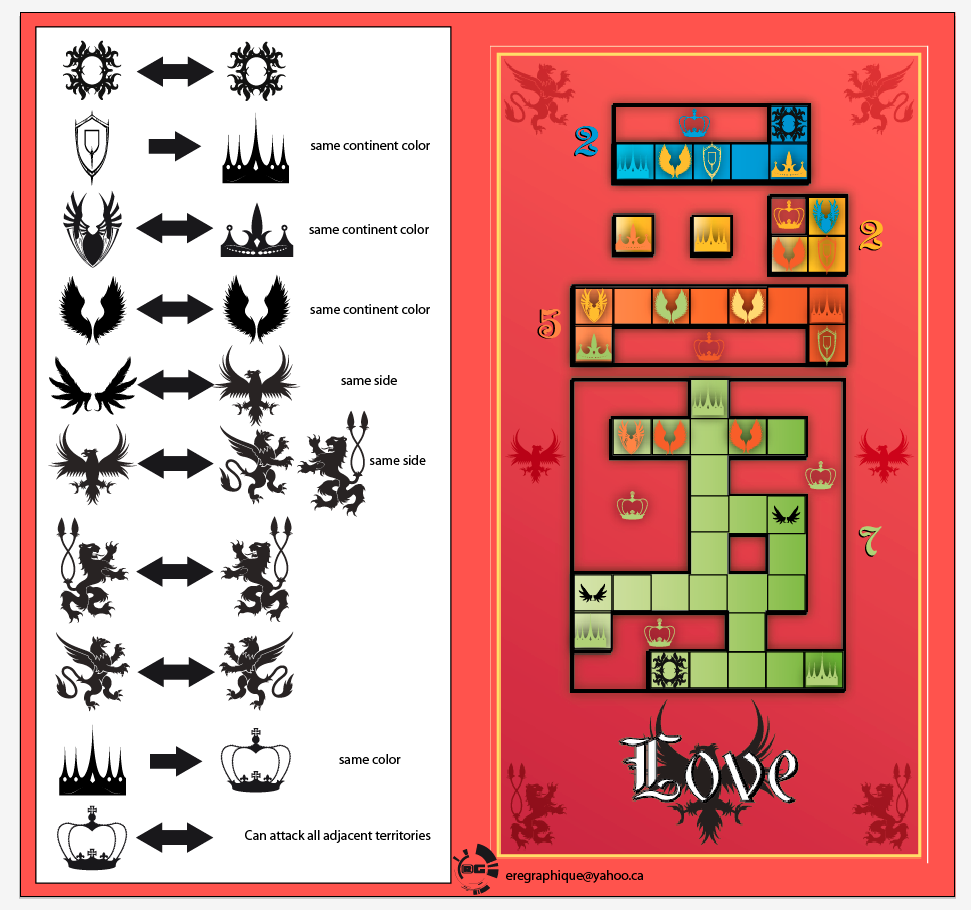 same continent color
same continent color
same continent color
same side
same side
same color
Can attack all adjacent territories
2
2
5
7
Love
eregraphique@yahoo.ca